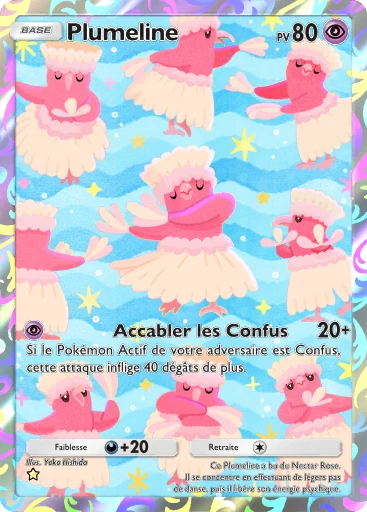 BASE Plumeline PV 80
Accabler les Confus 20+
Si le Pokémon Actif de votre adversaire est Confus,
cette attaque inflige 40 dégâts de plus.
Faiblesse +20 Retraite
Illus. Yoko Hishida
Ce Plumeline a bu du Nectar Rose.
Il se concentre en effectuant de légers
pas de danse, puis il libère son énergie psychique.